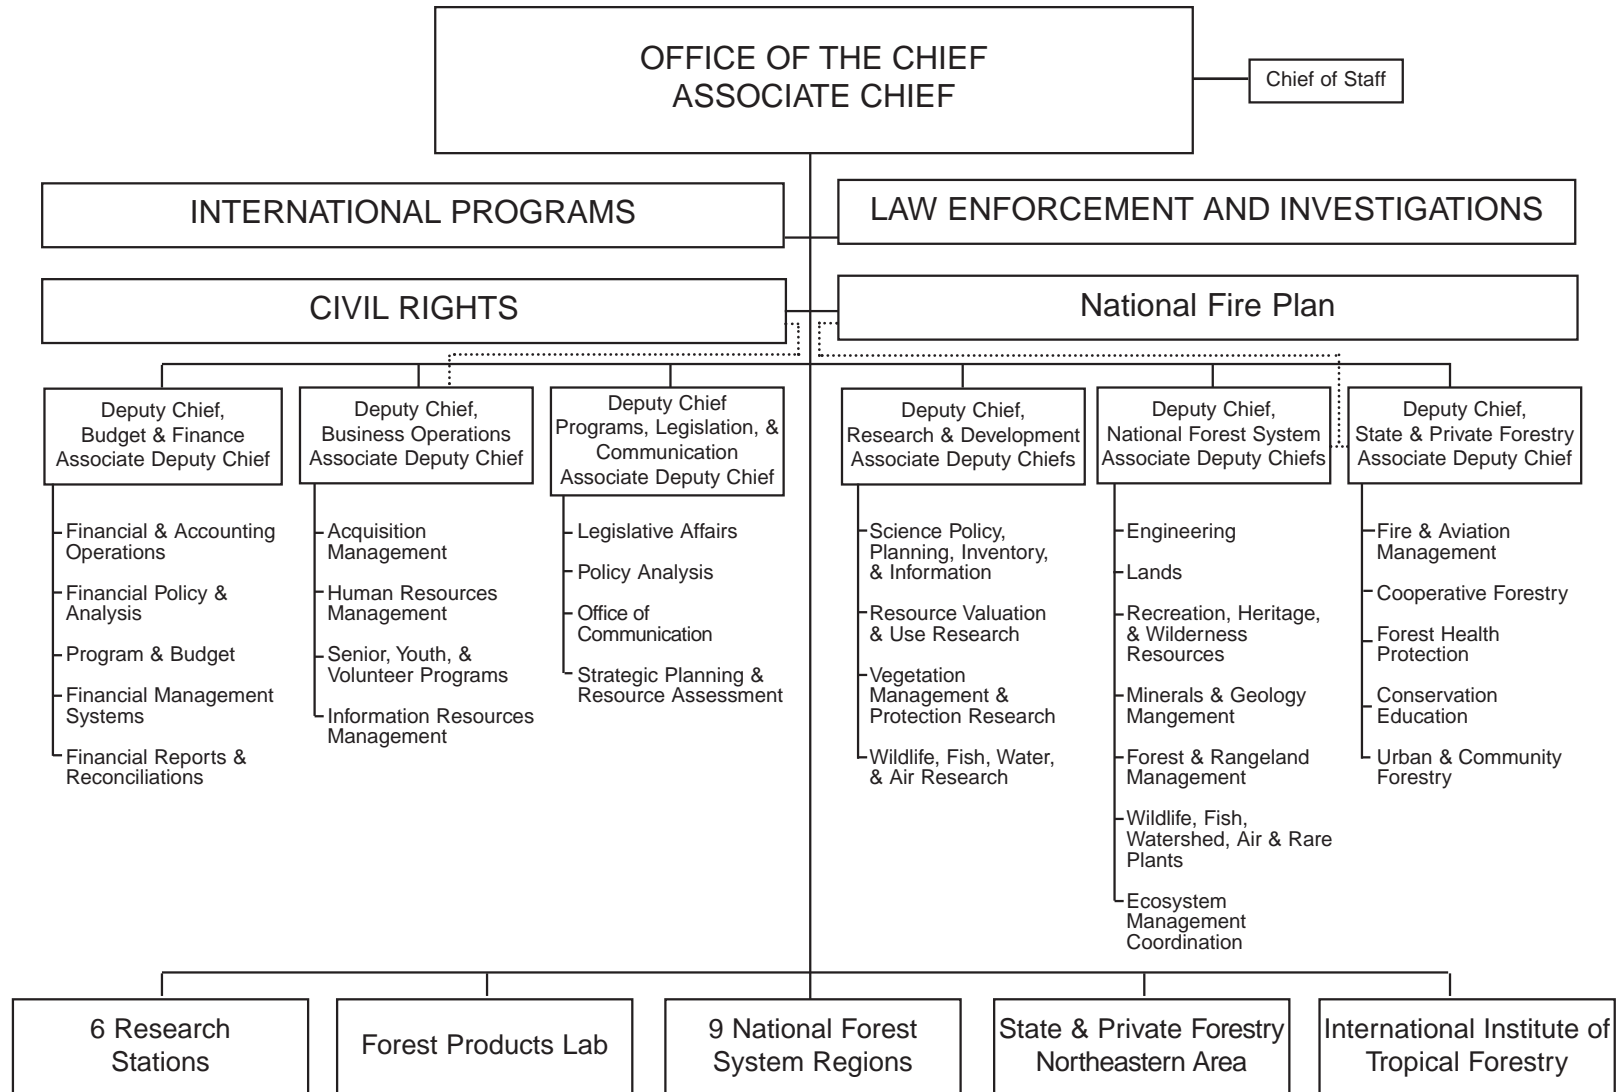 OFFICE OF THE CHIEF
ASSOCIATE CHIEF
Chief of Staff
INTERNATIONAL PROGRAMS
LAW ENFORCEMENT AND INVESTIGATIONS
CIVIL RIGHTS
National Fire Plan
Deputy Chief,
Budget & Finance
Associate Deputy Chief
Financial & Accounting
Operations
Financial Policy &
Analysis
Program & Budget
Financial Management
Systems
Financial Reports &
Reconciliations
Deputy Chief,
Business Operations
Associate Deputy Chief
Acquisition
Management
Human Resources
Management
Senior, Youth, &
Volunteer Programs
Information Resources
Management
Deputy Chief
Programs, Legislation, &
Communication
Associate Deputy Chief
Legislative Affairs
Policy Analysis
Office of
Communication
Strategic Planning &
Resource Assessment
Deputy Chief,
Research & Development
Associate Deputy Chiefs
Science Policy,
Planning, Inventory,
& Information
Resource Valuation
& Use Research
Vegetation
Management &
Protection Research
Wildlife, Fish, Water,
& Air Research
Deputy Chief,
National Forest System
Associate Deputy Chiefs
Engineering
Lands
Recreation, Heritage,
& Wilderness
Resources
Minerals & Geology
Mangement
Forest & Rangeland
Management
Wildlife, Fish,
Watershed, Air & Rare
Plants
Ecosystem
Management
Coordination
Deputy Chief,
State & Private Forestry
Associate Deputy Chief
Fire & Aviation
Management
Cooperative Forestry
Forest Health
Protection
Conservation
Education
Urban & Community
Forestry
6 Research
Stations
Forest Products Lab
9 National Forest
System Regions
State & Private Forestry
Northeastern Area
International Institute of
Tropical Forestry